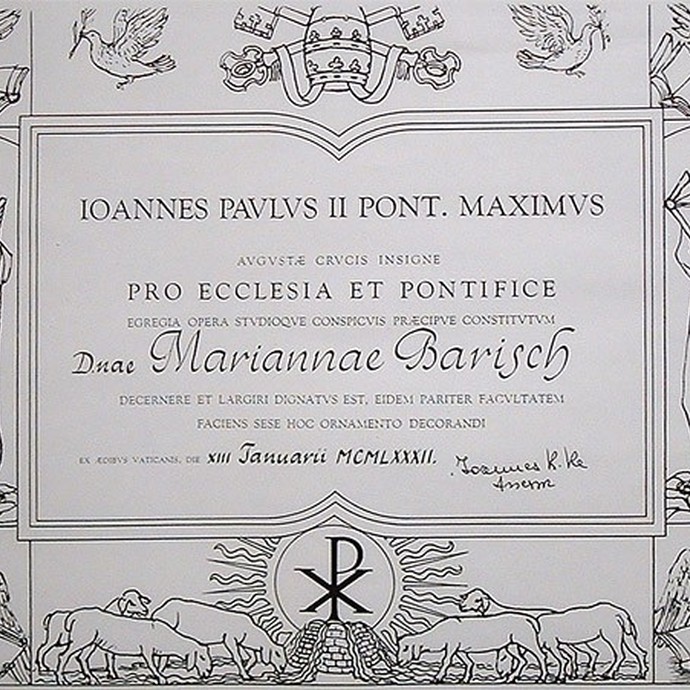 IOANNES PAVLVS II PONT. MAXIMVS
AVGVSTÆ CRVCIS INSIGNE
PRO ECCLESIA ET PONTIFICE
EGREGIA OPERA STVDIOQVE CONSPICVIS PRÆCIPVE CONSTITVTVM
Dnae Mariannae Barisch
DECERNERE ET LARGIRI DIGNATVS EST, EIDEM PARITER FACVLTATEM
FACIENS SESE HOC ORNAMENTO DECORANDI
EX ÆDIBVS VATICANIS, DIE XIII Januarii MCMLXXXII.